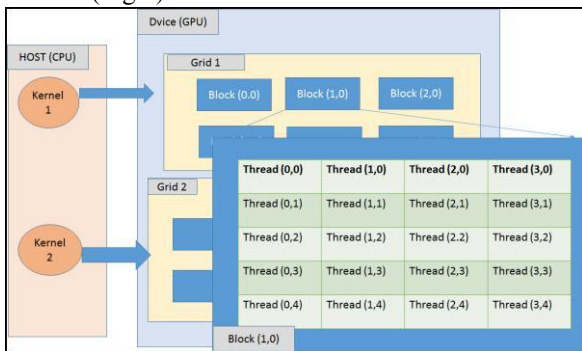 Dvice (GPU)
HOST (CPU)
Grid 1
Kernel
1
Block (0.0)
Block (1,0)
Block (2,0)
Grid 2
Kernel
2
Thread (0,0) Thread (1,0) Thread (2,0) Thread (3,0)
Thread (0,1) Thread (1,1) Thread (2,1) Thread (3,1)
Thread (0,2) Thread (1,2) Thread (2.2) Thread (3,2)
Thread (0,3) Thread (1,3) Thread (2,3) Thread (3,3)
Thread (0,4) Thread (1,4) Thread (2,4) Thread (3,4)
Block (1,0)